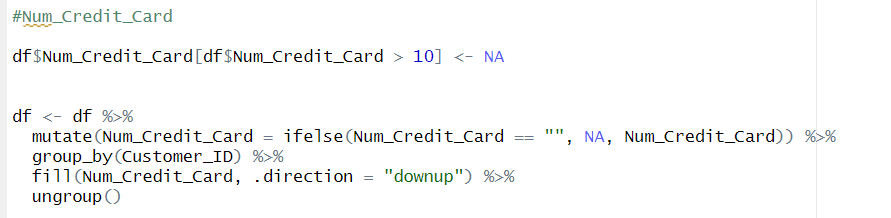 #Num_Credit_Card
df$Num_Credit_Card[df$Num_Credit_Card > 10] <- NA
df <- df %>%
mutate(Num_Credit_Card = ifelse(Num_Credit_Card == "", NA, Num_Credit_Card)) %>%
group_by(Customer_ID) %>%
fill(Num_Credit_Card, .direction = "downup") %>%
ungroup()